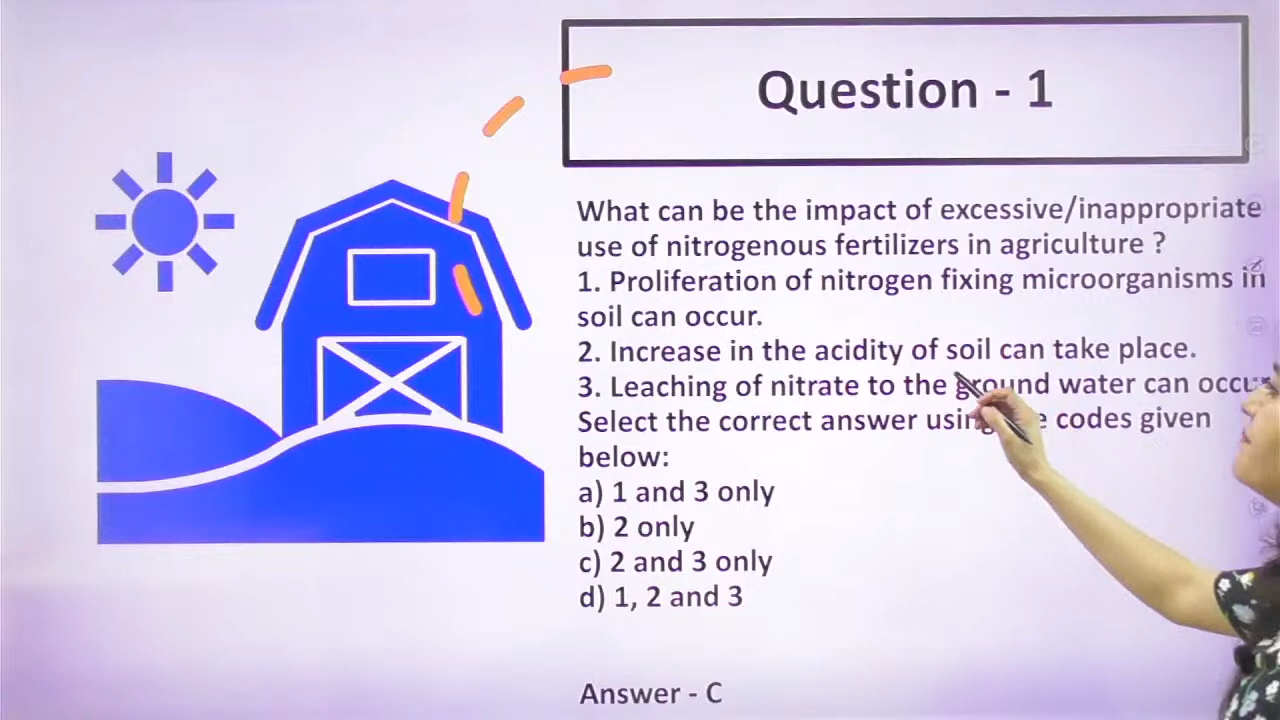 Question - 1
What can be the impact of excessive/inappropriate
use of nitrogenous fertilizers in agriculture ?
1. Proliferation of nitrogen fixing microorganisms in
soil can occur.
2. Increase in the acidity of soil can take place.
3. Leaching of nitrate to the ground water can occur
Select the correct answer using codes given
below:
a) 1 and 3 only
b) 2 only
c) 2 and 3 only
d) 1, 2 and 3
Answer - C